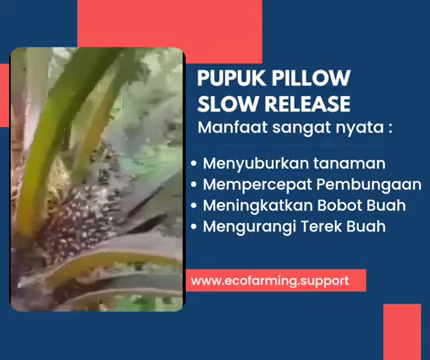 PUPUK PILLOW
SLOW RELEASE
Manfaat sangat nyata :
• Menyuburkan tanaman
• Mempercepat Pembungaan
• Meningkatkan Bobot Buah
• Mengurangi Terek Buah
www.ecofarming.support